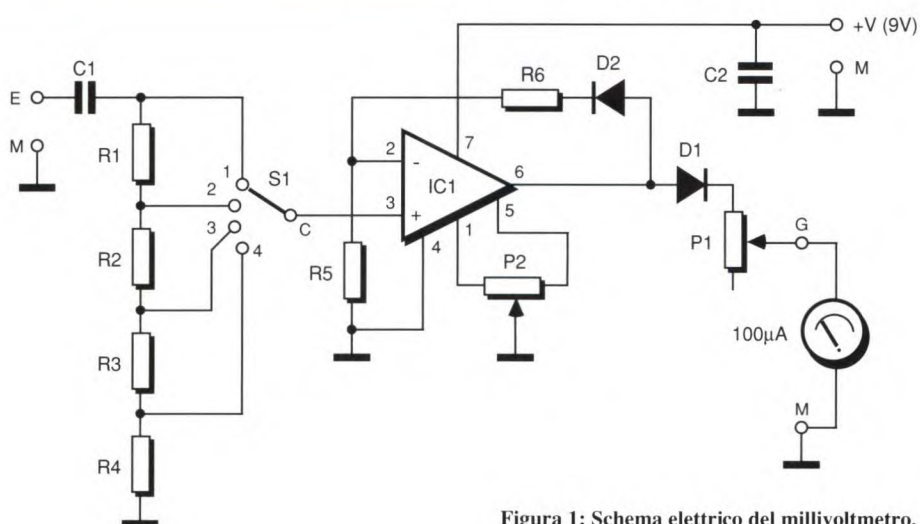 +V (9V)
C1
D2
E
R6
C2
M
M
R1
2
7
D1
1
S1
-
IC1
6
2
3
+
5
G
3
C
4
1
P1
4
R2
R5
P2
100µA
R3
M
R4
Figura 1: Schema elettrico del millivoltmetro.